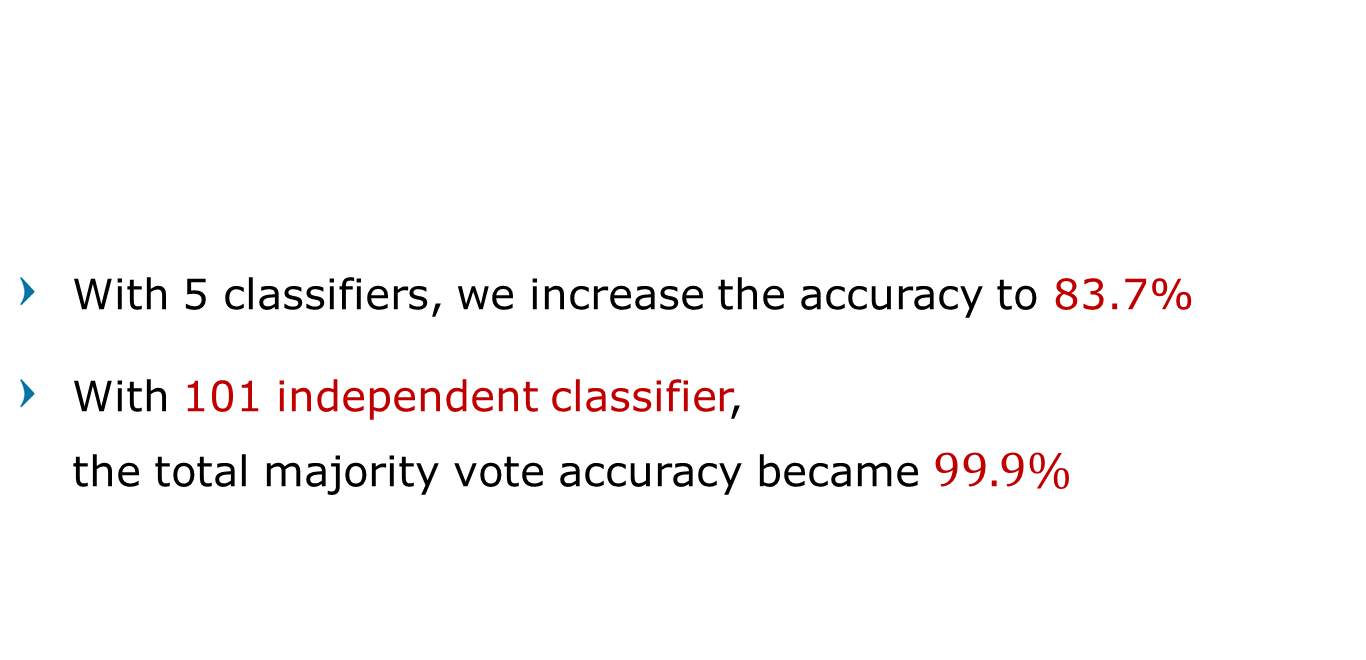 With 5 classifiers, we increase the accuracy to 83.7%
With 101 independent classifier,
the total majority vote accuracy became 99.9%